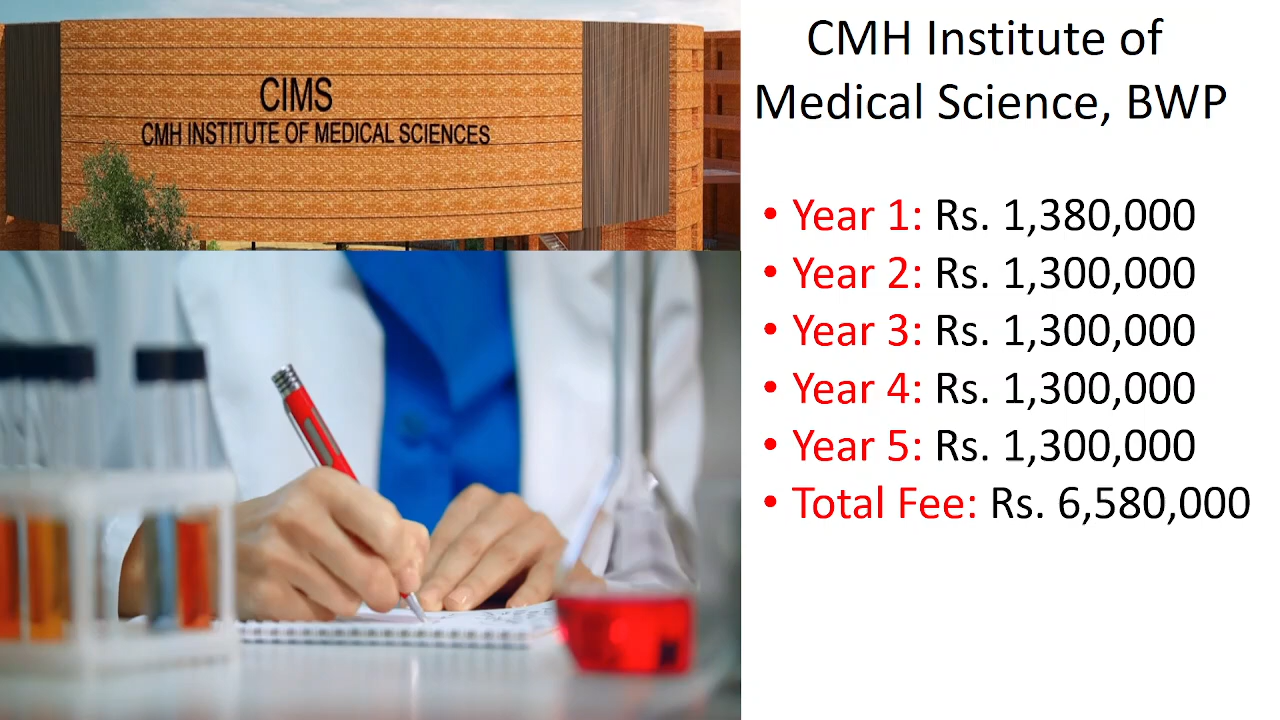 CIMS
CMH INSTITUTE OF MEDICAL SCIENCES
CMH Institute of
Medical Science, BWP
• Year 1: Rs. 1,380,000
• Year 2: Rs. 1,300,000
• Year 3: Rs. 1,300,000
• Year 4: Rs. 1,300,000
• Year 5: Rs. 1,300,000
• Total Fee: Rs. 6,580,000